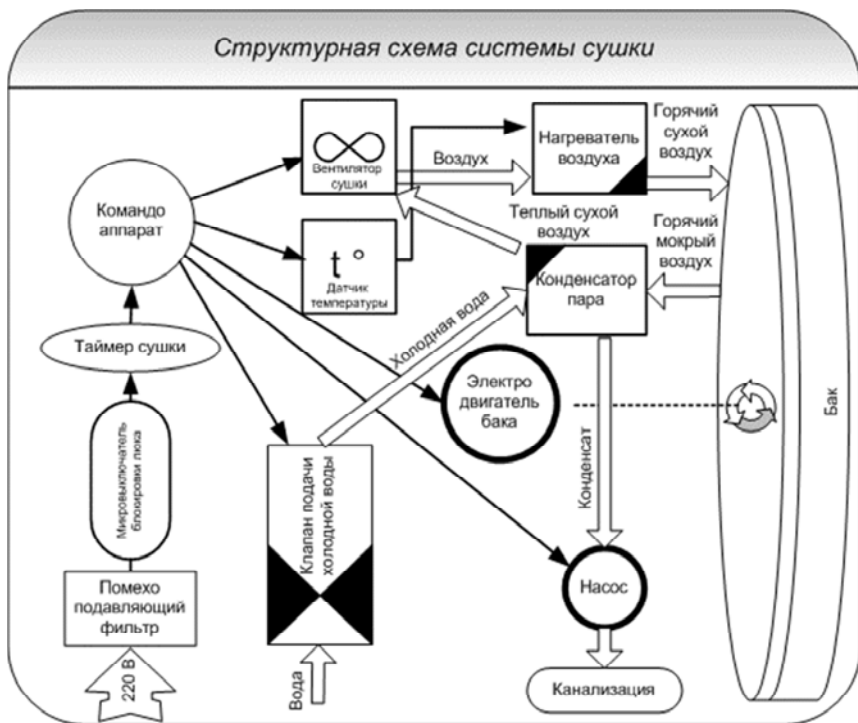 Структурная схема системы сушки
Вентилятор
сушки
Воздух
Нагреватель
воздуха
Горячий
сухой
воздух
Командо
аппарат
t °
Датчик
температуры
Теплый сухой
воздух
Горячий
мокрый
воздух
Конденсатор
пара
Холодная вода
Таймер сушки
Электро
двигатель
бака
Бак
Микровыключатель
блокировки люка
Клапан подачи
холодной воды
Конденсат
Помехо
подавляющий
фильтр
Насос
220 В
Вода
Канализация